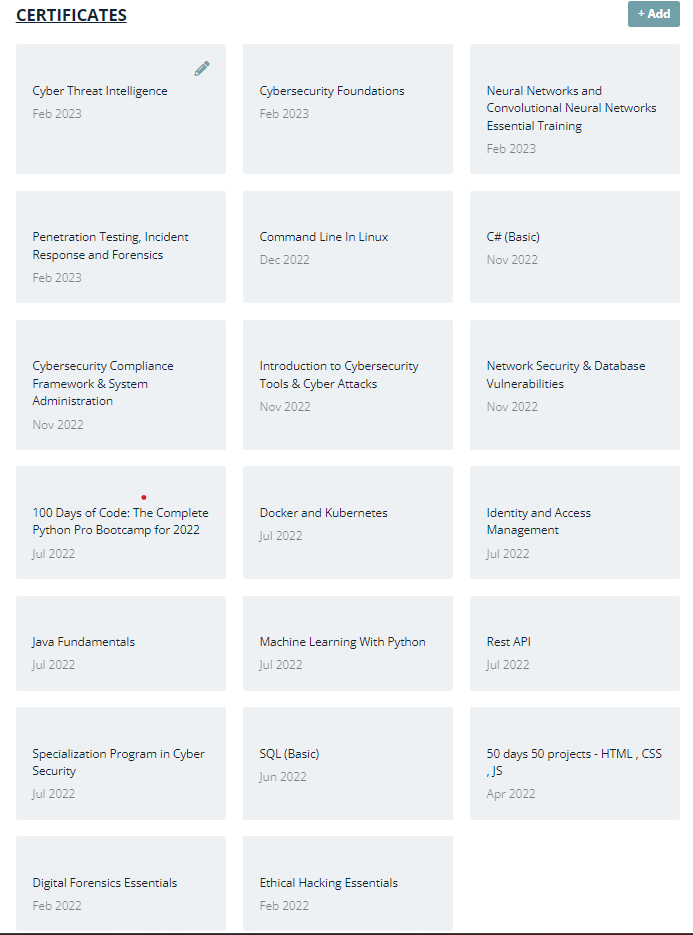 CERTIFICATES
+ Add
Cyber Threat Intelligence
Feb 2023
Cybersecurity Foundations
Feb 2023
Neural Networks and
Convolutional Neural Networks
Essential Training
Feb 2023
Penetration Testing, Incident
Response and Forensics
Feb 2023
Command Line In Linux
Dec 2022
C# (Basic)
Nov 2022
Cybersecurity Compliance
Framework & System
Administration
Nov 2022
Introduction to Cybersecurity
Tools & Cyber Attacks
Nov 2022
Network Security & Database
Vulnerabilities
Nov 2022
100 Days of Code: The Complete
Python Pro Bootcamp for 2022
Jul 2022
Docker and Kubernetes
Jul 2022
Identity and Access
Management
Jul 2022
Java Fundamentals
Jul 2022
Machine Learning With Python
Jul 2022
Rest API
Jul 2022
Specialization Program in Cyber
Security
Jul 2022
SQL (Basic)
Jun 2022
50 days 50 projects - HTML , CSS
, JS
Apr 2022
Digital Forensics Essentials
Feb 2022
Ethical Hacking Essentials
Feb 2022